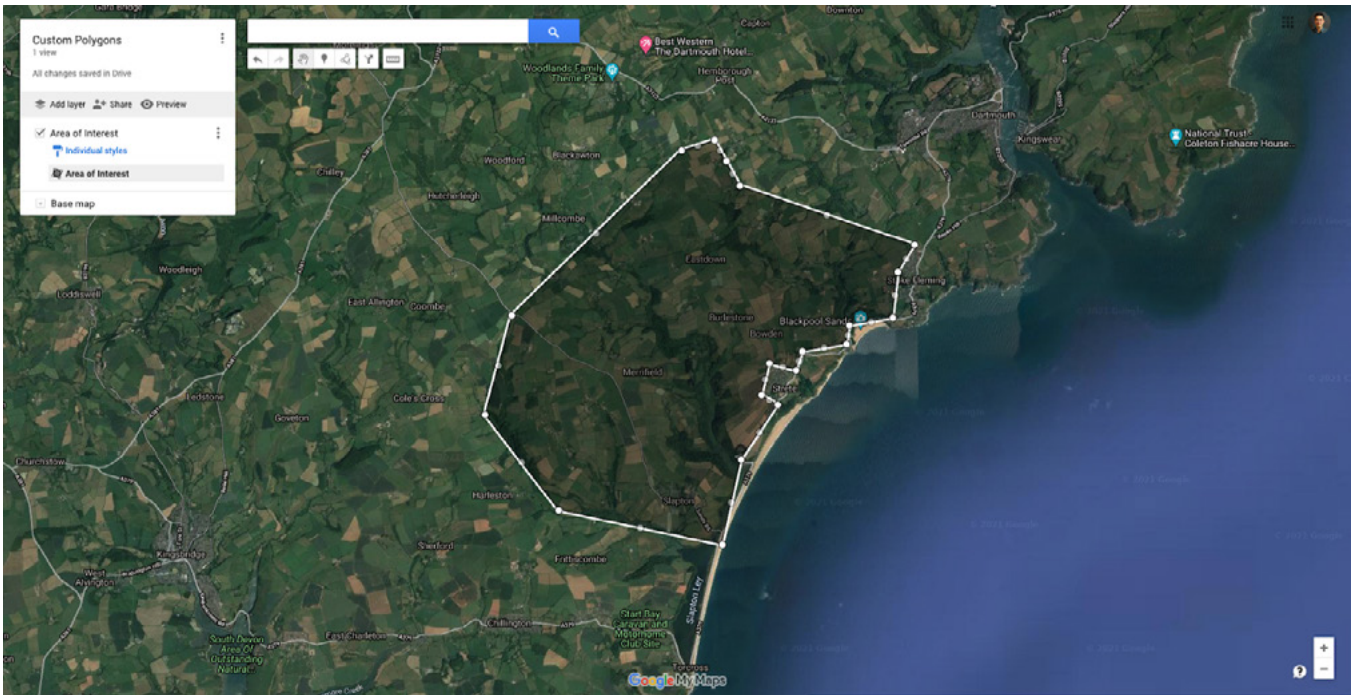 Custom Polygons
1 view
All changes saved in Drive
Add layer
Share
Preview
Area of Interest
Individual styles
Area of Interest
Base map
Capton
Downton
Best Western
The Dartmouth Hotel...
Woodlands Family
Theme Park
Hemborough
Post
Dartmouth
Kingswear
National Trust
Coleton Fishacre House...
Woodford
Blackawton
Chilley
Hutcherleigh
Millcombe
Woodleigh
Eastdown
Loddiswell
East Allington
Coombe
Stoke Fleming
Burlestone
Blackpool Sands
Bowden
Merrifield
Strete
Ledstone
Cole's Cross
Goveton
Churchstow
Harleston
Slapton
Sherford
Frittiscombe
Kingsbridge
West
Alvington
Slapton Ley
Start Bay
Caravan and
Motorhome
Club Site
Chillington
East Charleton
South Devon
Area Of
Outstanding
Natural...
Torcross
Google My Maps